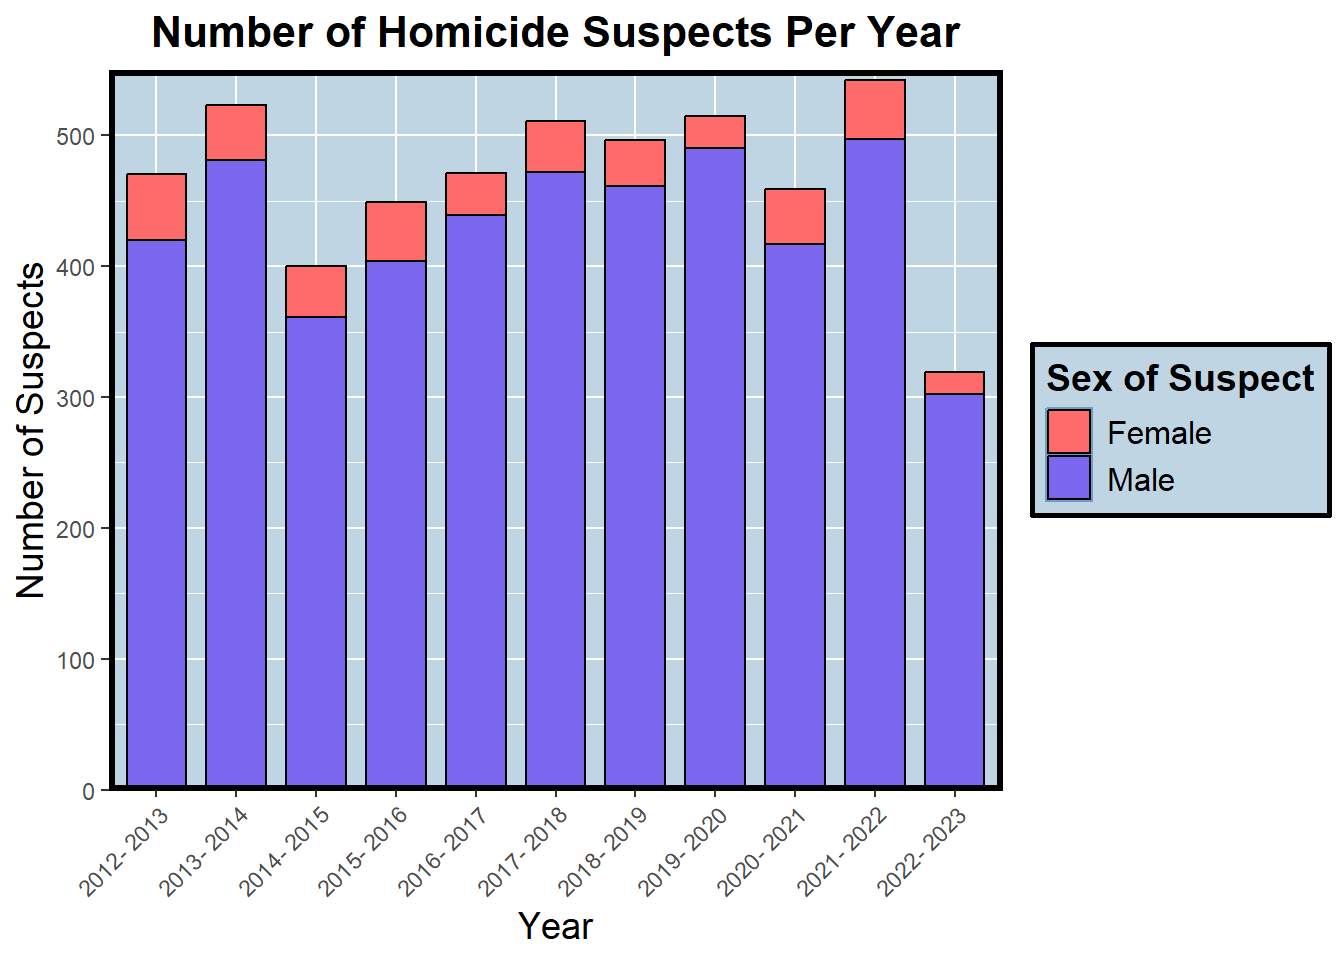 Number of Homicide Suspects Per Year
Number of Suspects
500
400
300
200
100
0
2012- 2013
2013- 2014
2014- 2015
2015- 2016
2016- 2017
2017- 2018
2018- 2019
2019- 2020
2020- 2021
2021- 2022
2022- 2023
Year
Sex of Suspect
Female
Male